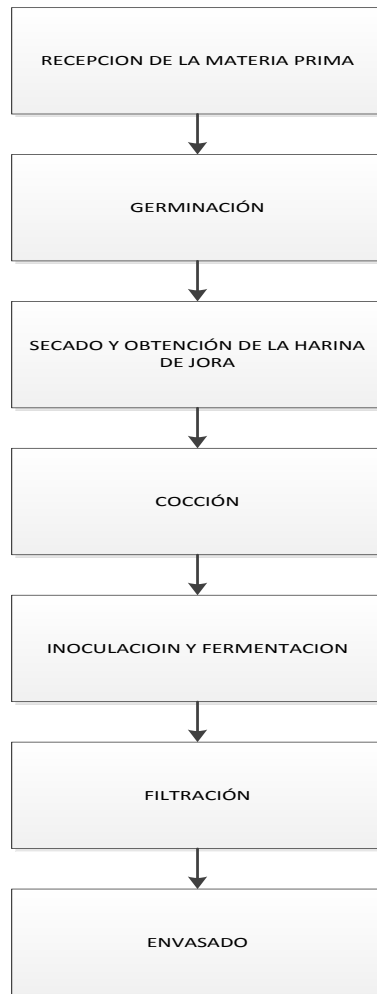 RECEPCION DE LA MATERIA PRIMA
GERMINACIÓN
SECADO Y OBTENCIÓN DE LA HARINA
DE JORA
COCCIÓN
INOCULACIOIN Y FERMENTACION
FILTRACIÓN
ENVASADO